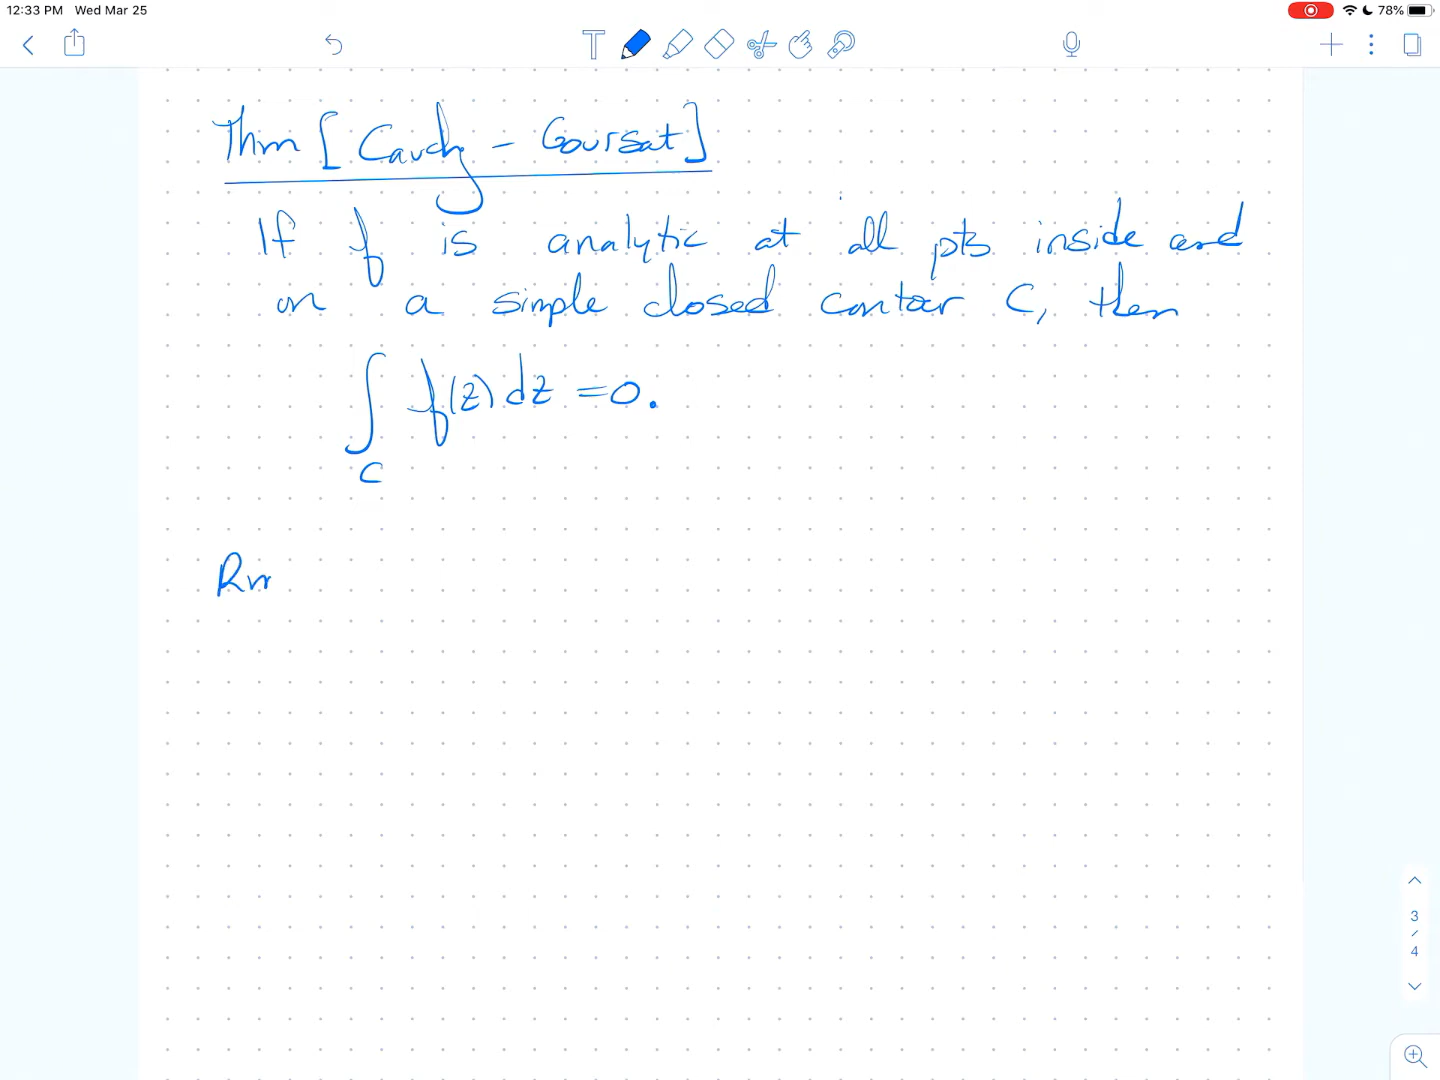 12:33 PM Wed Mar 25
78%
Thm [Cauchy - Goursat]
If f is analytic at all pts inside and
on a simple closed contour C, then
∫_C f(z) dz = 0.
Rm
3
/
4